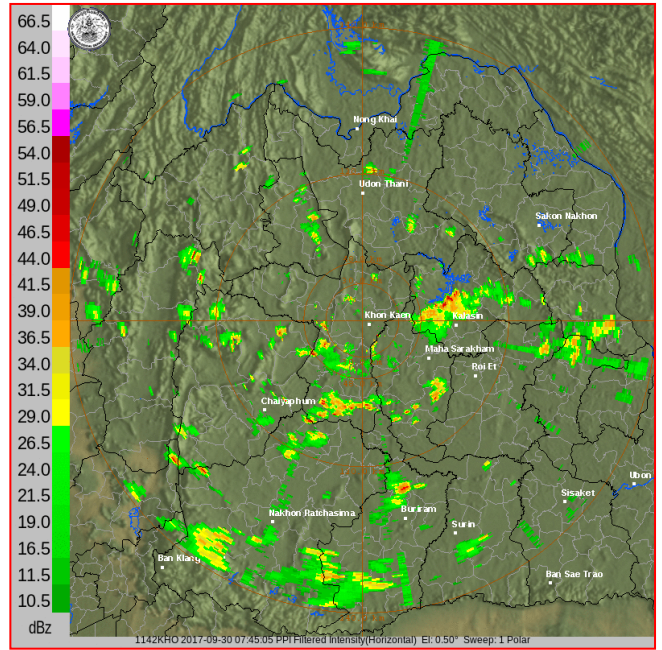 66.5
64.0
61.5
59.0
56.5
54.0
51.5
49.0
46.5
44.0
41.5
39.0
36.5
34.0
31.5
29.0
26.5
24.0
21.5
19.0
16.5
11.5
10.5
dBz
Nong Khai
Udon Thani
Sakon Nakhon
Khon Kaen
Kalasin
Maha Sarakham
Roi Et
Chaiyaphum
Ubon
Sisaket
Nakhon Ratchasima
Buriram
Surin
Ban Klang
Ban Sae Trao
1142KHO 2017-09-30 07:45:05 PPI Filtered Intensity(Horizontal) El: 0.50° Sweep: 1 Polar